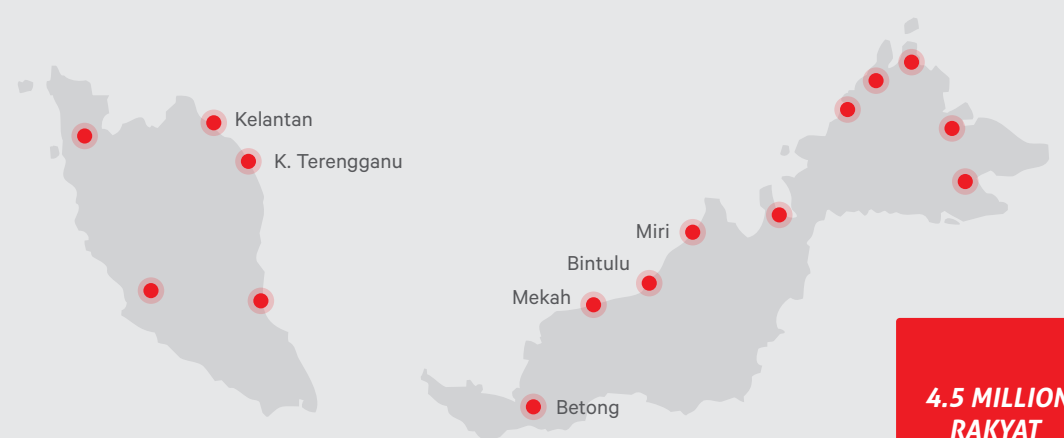 Kelantan
K. Terengganu
Miri
Bintulu
Mekah
Betong
4.5 MILLION
RAKYAT